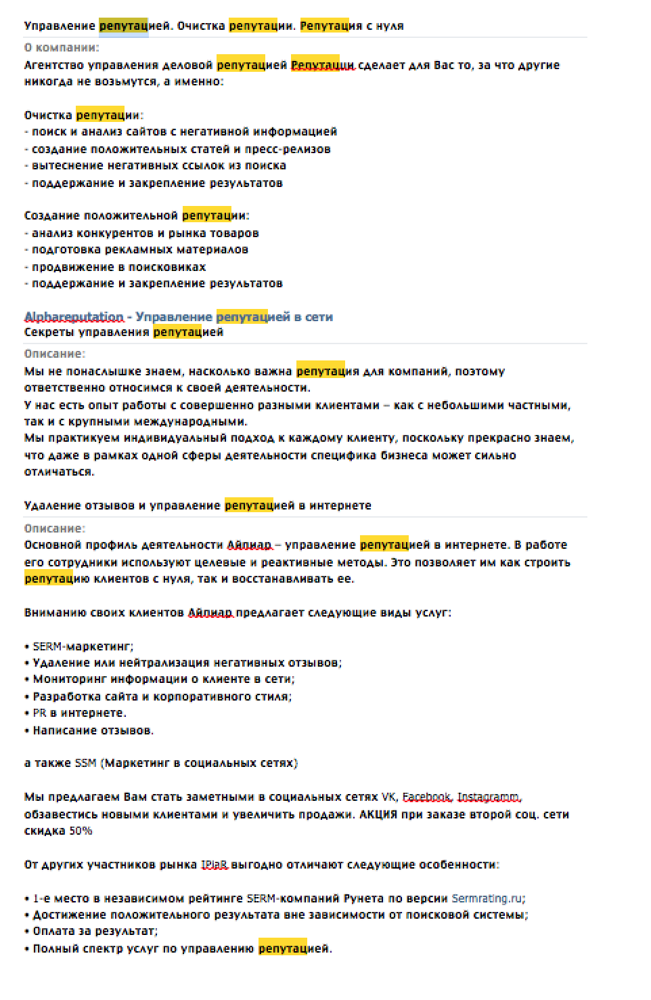 Управление репутацией. Очистка репутации. Репутация с нуля
О компании:
Агентство управления деловой репутацией Репутации сделает для Вас то, за что другие
никогда не возьмутся, а именно:
Очистка репутации:
- поиск и анализ сайтов с негативной информацией
- создание положительных статей и пресс-релизов
- вытеснение негативных ссылок из поиска
- поддержание и закрепление результатов
Создание положительной репутации:
- анализ конкурентов и рынка товаров
- подготовка рекламных материалов
- продвижение в поисковиках
- поддержание и закрепление результатов
Alphareputation - Управление репутацией в сети
Секреты управления репутацией
Описание:
Мы не понаслышке знаем, насколько важна репутация для компаний, поэтому
ответственно относимся к своей деятельности.
У нас есть опыт работы с совершенно разными клиентами – как с небольшими частными,
так и с крупными международными.
Мы практикуем индивидуальный подход к каждому клиенту, поскольку прекрасно знаем,
что даже в рамках одной сферы деятельности специфика бизнеса может сильно
отличаться.
Удаление отзывов и управление репутацией в интернете
Описание:
Основной профиль деятельности Айпиар – управление репутацией в интернете. В работе
его сотрудники используют целевые и реактивные методы. Это позволяет им как строить
репутацию клиентов с нуля, так и восстанавливать ее.
Вниманию своих клиентов Айпиар предлагает следующие виды услуг:
• SERM-маркетинг;
• Удаление или нейтрализация негативных отзывов;
• Мониторинг информации о клиенте в сети;
• Разработка сайта и корпоративного стиля;
• PR в интернете.
• Написание отзывов.
а также SSM (Маркетинг в социальных сетях)
Мы предлагаем Вам стать заметными в социальных сетях VK, Facebook, Instagramm,
обзавестись новыми клиентами и увеличить продажи. АКЦИЯ при заказе второй соц. сети
скидка 50%
От других участников рынка IPiaR выгодно отличают следующие особенности:
• 1-е место в независимом рейтинге SERM-компаний Рунета по версии Sermrating.ru;
• Достижение положительного результата вне зависимости от поисковой системы;
• Оплата за результат;
• Полный спектр услуг по управлению репутацией.